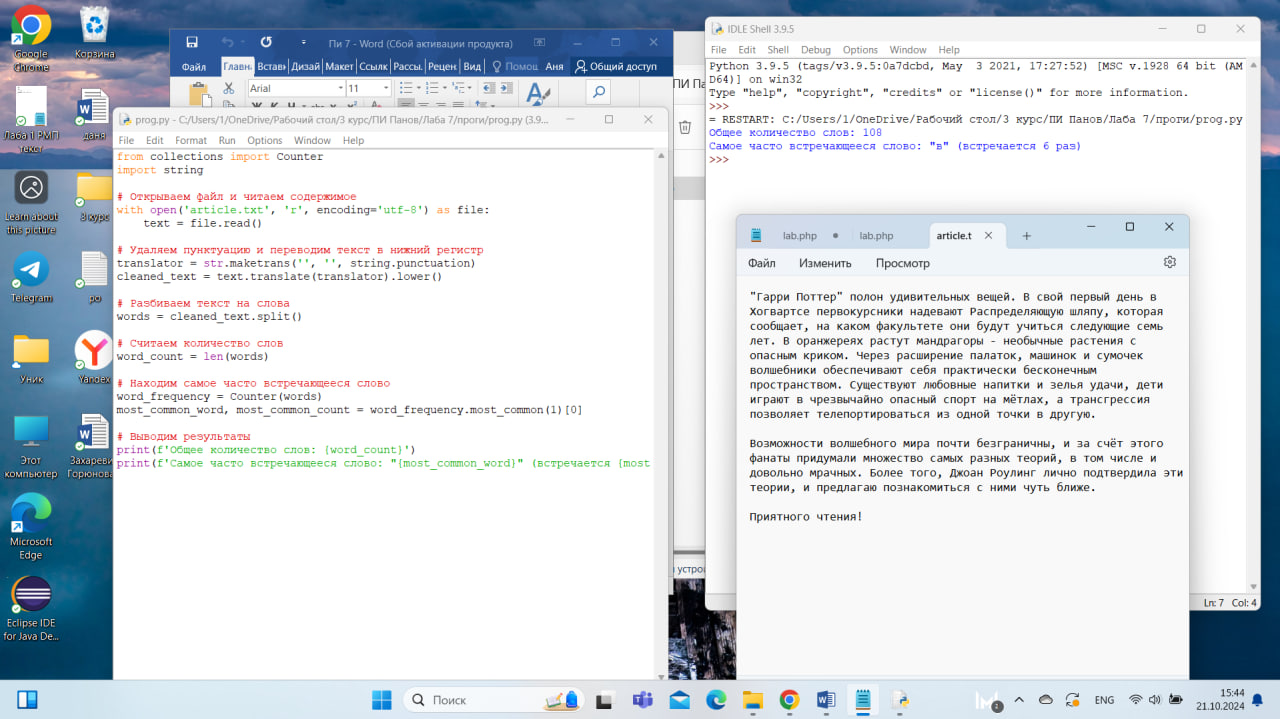 Google
Chrome
Корзина
Лаба 1 РМП
текст
даня
Learn about
this picture
3 курс
Telegram
po
Уник
Yandex
Этот
компьютер
Захареви
Горюнова
Microsoft
Edge
Eclipse IDE
for Java De...
Пи 7 - Word (Сбой активации продукта)
Файл
Главн
Встав
Дизай
Макет
Ссылк
Рассы.
Рецен
Вид
Помощ
Аня
Общий доступ
Arial
11
ПИ Па
устро
prog.py - C:/Users/1/OneDrive/Рабочий стол/3 курс/ПИ Панов/Лаба 7/проги/prog.py (3.9...
File Edit Format Run Options Window Help
from collections import Counter
import string
# Открываем файл и читаем содержимое
with open('article.txt', 'r', encoding='utf-8') as file:
    text = file.read()
# Удаляем пунктуацию и переводим текст в нижний регистр
translator = str.maketrans('', '', string.punctuation)
cleaned_text = text.translate(translator).lower()
# Разбиваем текст на слова
words = cleaned_text.split()
# Считаем количество слов
word_count = len(words)
# Находим самое часто встречающееся слово
word_frequency = Counter(words)
most_common_word, most_common_count = word_frequency.most_common(1)[0]
# Выводим результаты
print(f'Общее количество слов: {word_count}')
print(f'Самое часто встречающееся слово: "{most_common_word}" (встречается {most
IDLE Shell 3.9.5
File Edit Shell Debug Options Window Help
Python 3.9.5 (tags/v3.9.5:0a7dcbd, May  3 2021, 17:27:52) [MSC v.1928 64 bit (AM
D64)] on win32
Type "help", "copyright", "credits" or "license()" for more information.
>>>
= RESTART: C:/Users/1/OneDrive/Рабочий стол/3 курс/ПИ Панов/Лаба 7/проги/prog.py
Общее количество слов: 108
Самое часто встречающееся слово: "в" (встречается 6 раз)
>>>
Ln: 7 Col: 4
lab.php
lab.php
article.t
Файл Изменить Просмотр
"Гарри Поттер" полон удивительных вещей. В свой первый день в
Хогвартсе первокурсники надевают Распределяющую шляпу, которая
сообщает, на каком факультете они будут учиться следующие семь
лет. В оранжереях растут мандрагоры - необычные растения с
опасным криком. Через расширение палаток, машинок и сумочек
волшебники обеспечивают себя практически бесконечным
пространством. Существуют любовные напитки и зелья удачи, дети
играют в чрезвычайно опасный спорт на мётлах, а трансгрессия
позволяет телепортироваться из одной точки в другую.
Возможности волшебного мира почти безграничны, и за счёт этого
фанаты придумали множество самых разных теорий, в том числе и
довольно мрачных. Более того, Джоан Роулинг лично подтвердила эти
теории, и предлагаю познакомиться с ними чуть ближе.
Приятного чтения!
Поиск
2
ENG
15:44
21.10.2024